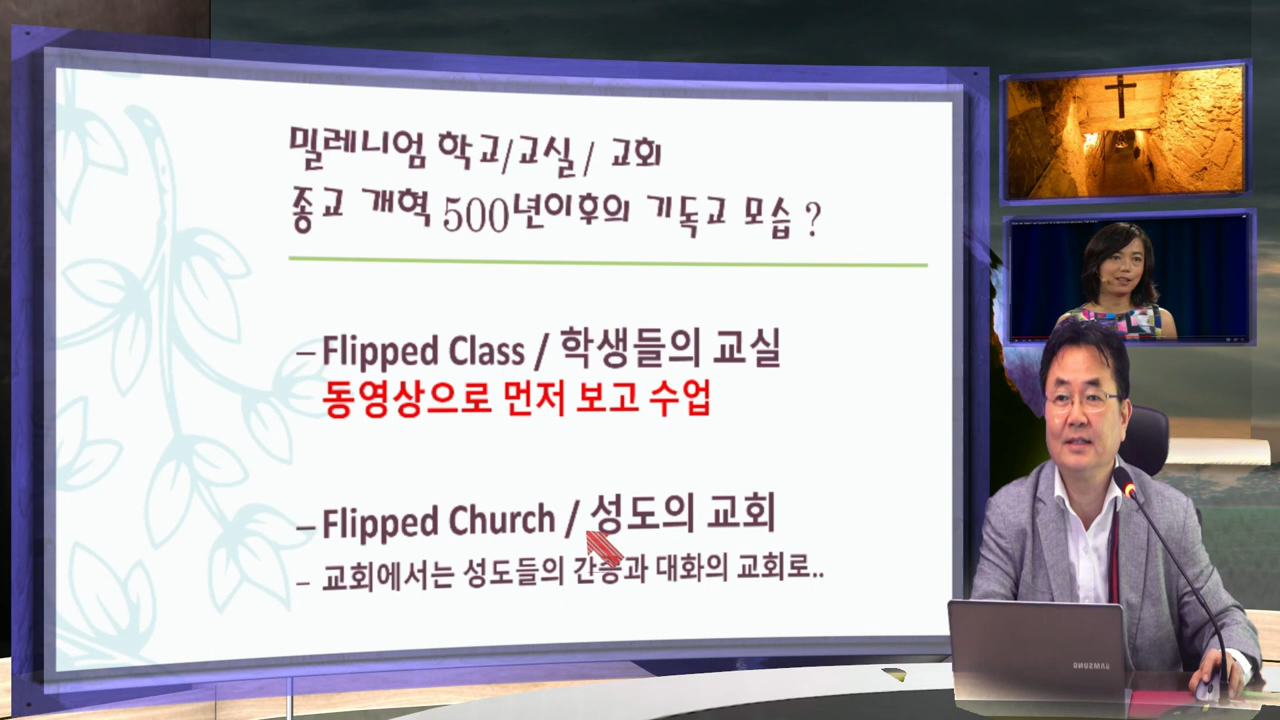 밀레니엄 학교/교실 / 교회
종교 개혁 500년이후의 기독교 모습 ?
– Flipped Class / 학생들의 교실
동영상으로 먼저 보고 수업
– Flipped Church / 성도의 교회
– 교회에서는 성도들의 간증과 대화의 교회로..
SAMSUNG